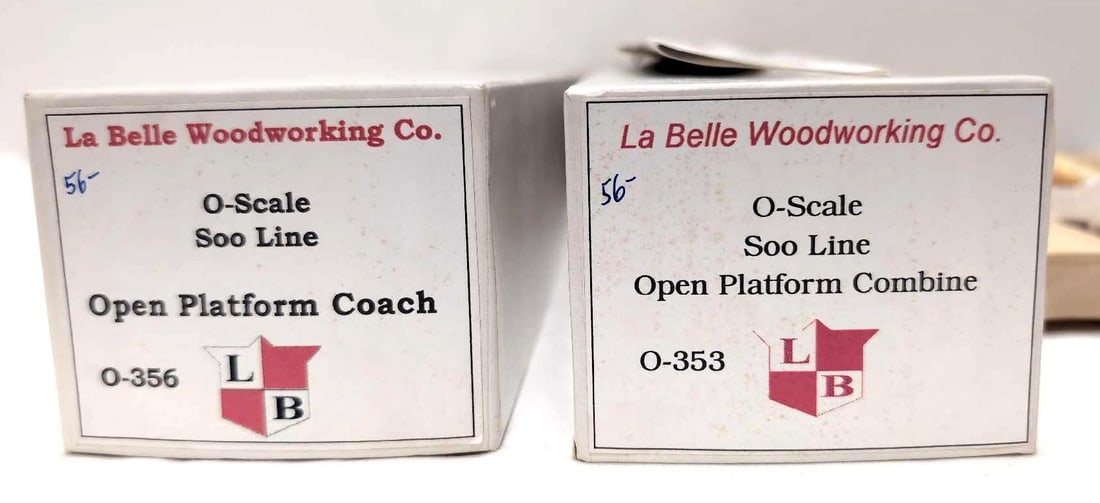 La Belle Woodworking Co.
56-
O-Scale
Soo Line
Open Platform Coach
O-356
L
B
La Belle Woodworking Co.
56-
O-Scale
Soo Line
Open Platform Combine
O-353
L
B